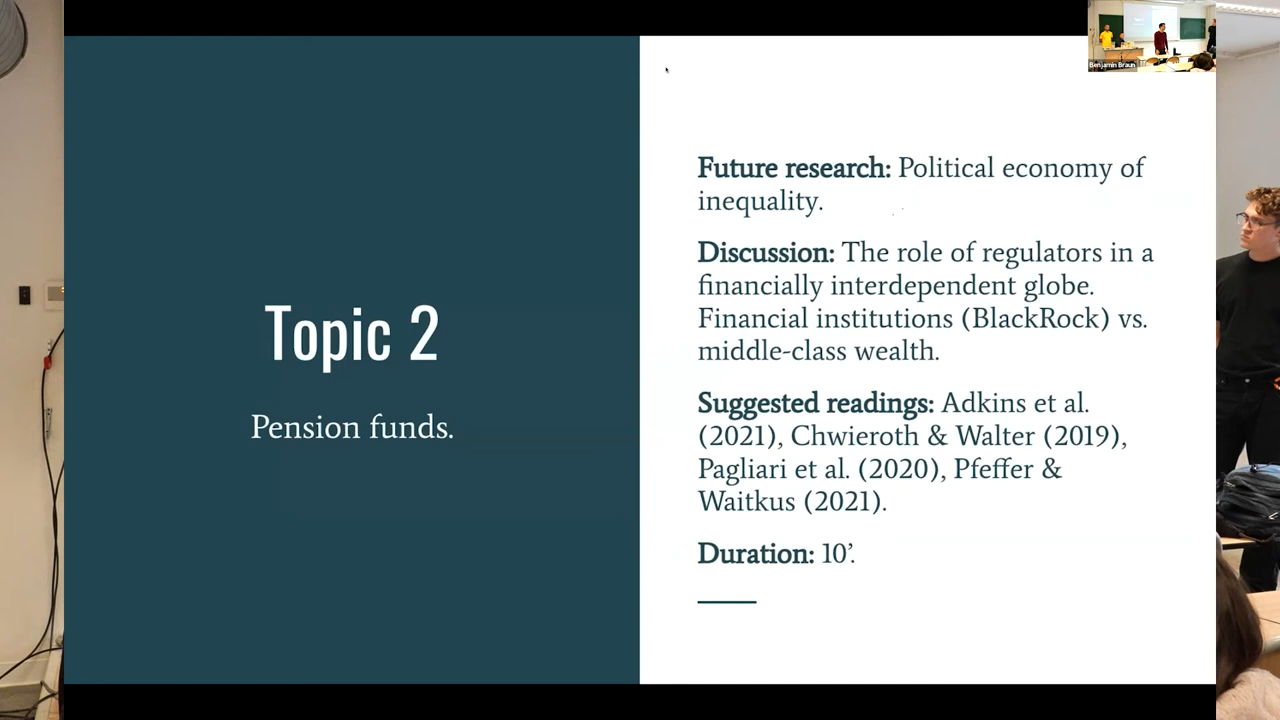 Benjamin Braun
Topic 2
Pension funds.
Future research: Political economy of
inequality.
Discussion: The role of regulators in a
financially interdependent globe.
Financial institutions (BlackRock) vs.
middle-class wealth.
Suggested readings: Adkins et al.
(2021), Chwieroth & Walter (2019),
Pagliari et al. (2020), Pfeffer &
Waitkus (2021).
Duration: 10’.